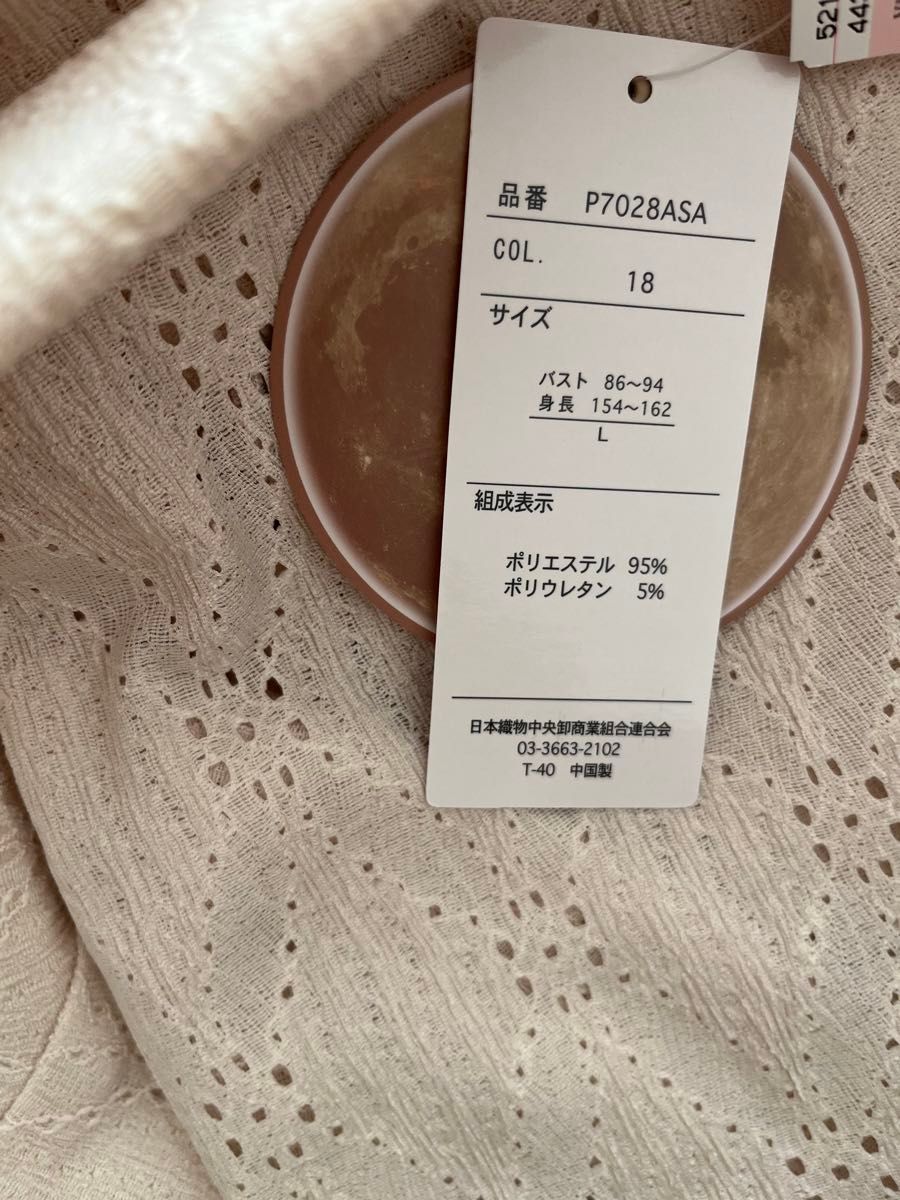 521
品番 P7028ASA
COL.
18
サイズ
バスト 86〜94
身長 154〜162
L
組成表示
ポリエステル 95%
ポリウレタン 5%
日本織物中央卸商業組合連合会
03-3663-2102
T-40 中国製